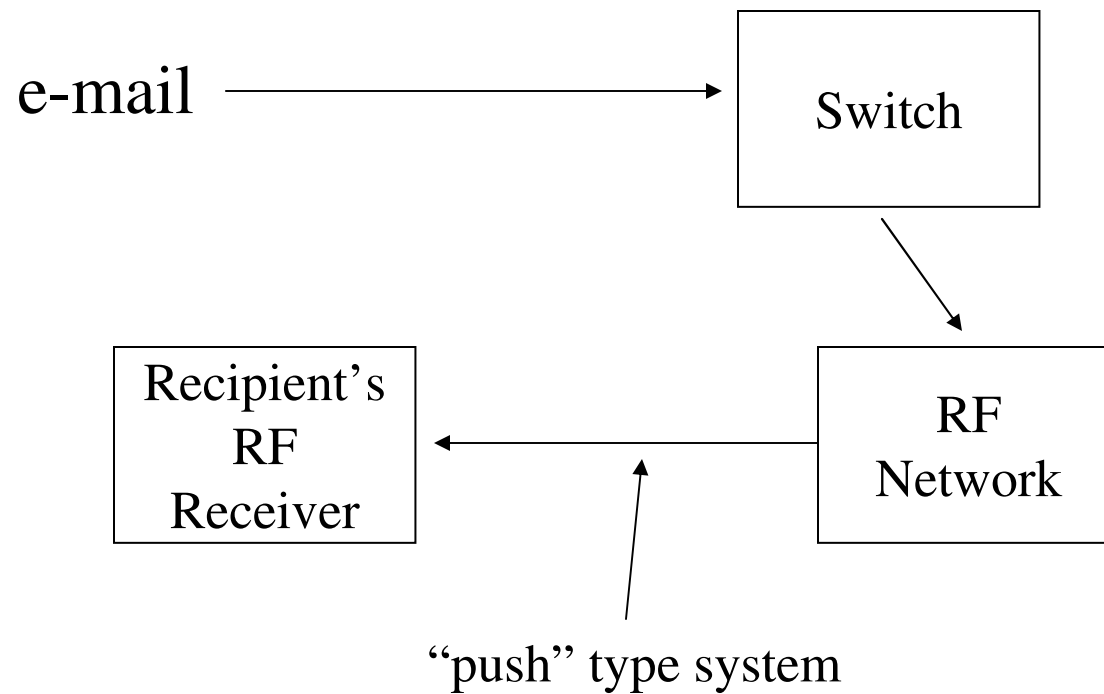 e-mail
Switch
Recipient’s
RF
Receiver
RF
Network
“push” type system